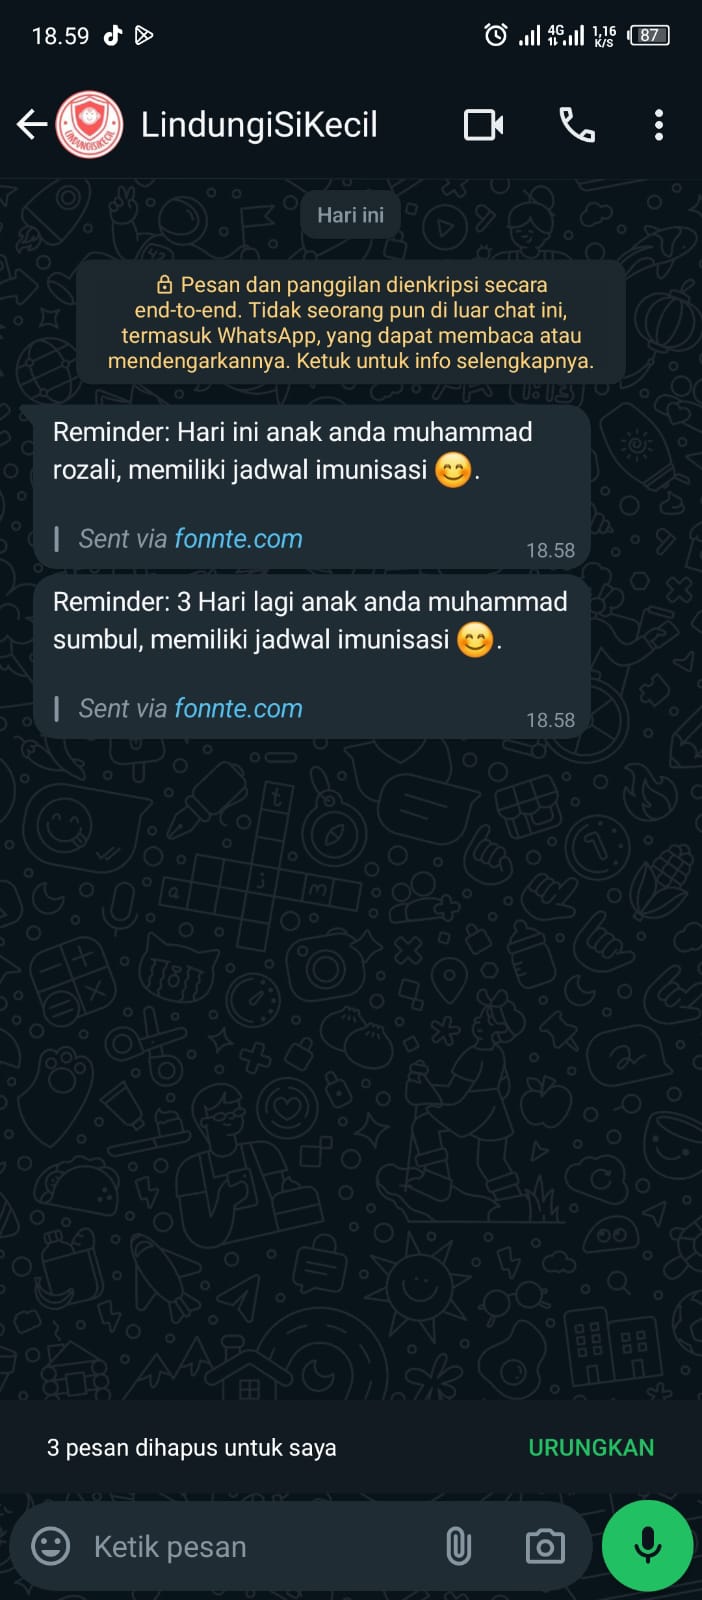 18.59
4G
1,16
K/S
87
LindungiSiKecil
LINDUNGISIKECIL
Hari ini
Pesan dan panggilan dienkripsi secara
end-to-end. Tidak seorang pun di luar chat ini,
termasuk WhatsApp, yang dapat membaca atau
mendengarkannya. Ketuk untuk info selengkapnya.
Reminder: Hari ini anak anda muhammad
rozali, memiliki jadwal imunisasi 😊.
Sent via fonnte.com
18.58
Reminder: 3 Hari lagi anak anda muhammad
sumbul, memiliki jadwal imunisasi 😊.
Sent via fonnte.com
18.58
3 pesan dihapus untuk saya URUNGKAN
Ketik pesan